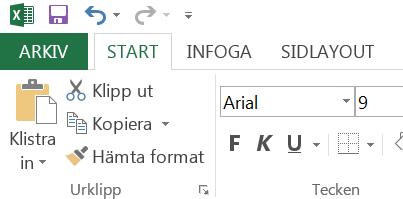 ARKIV START INFOGA SIDLAYOUT
Klistra in
Klipp ut
Kopiera
Hämta format
Urklipp
Arial 9
F K U
Tecken